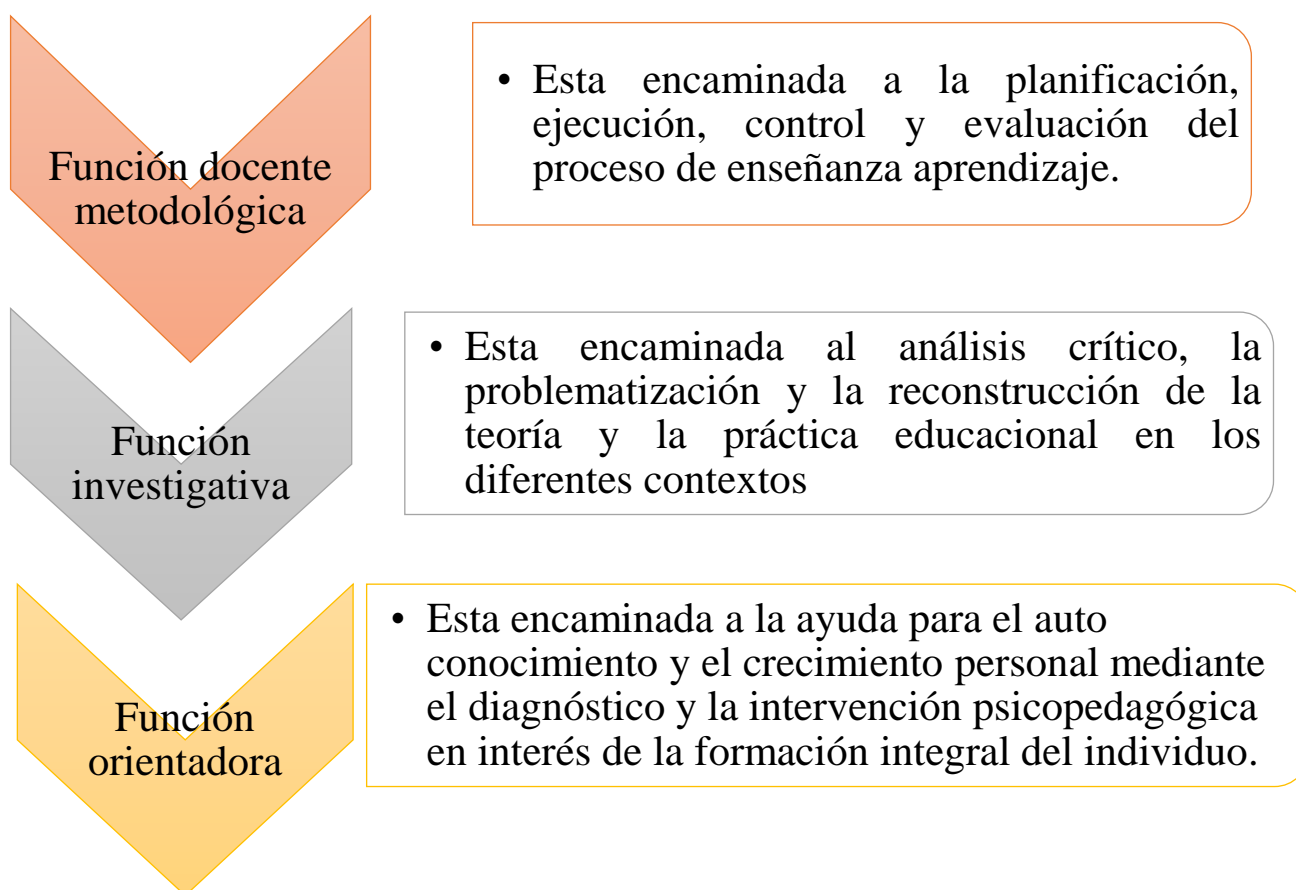 Función docente
metodológica
• Esta encaminada a la planificación,
ejecución, control y evaluación del
proceso de enseñanza aprendizaje.
Función
investigativa
• Esta encaminada al análisis crítico, la
problematización y la reconstrucción de la
teoría y la práctica educacional en los
diferentes contextos
Función
orientadora
• Esta encaminada a la ayuda para el auto
conocimiento y el crecimiento personal mediante
el diagnóstico y la intervención psicopedagógica
en interés de la formación integral del individuo.